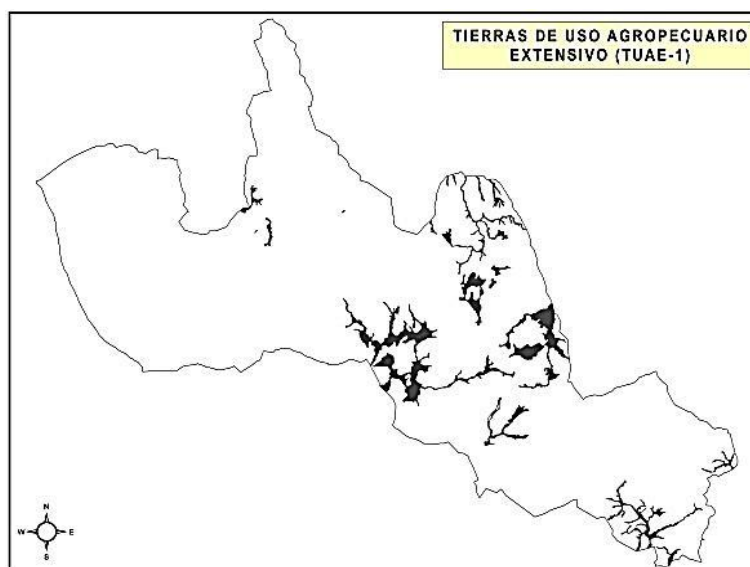 TIERRAS DE USO AGROPECUARIO
EXTENSIVO (TUAE-1)
N
W E
S